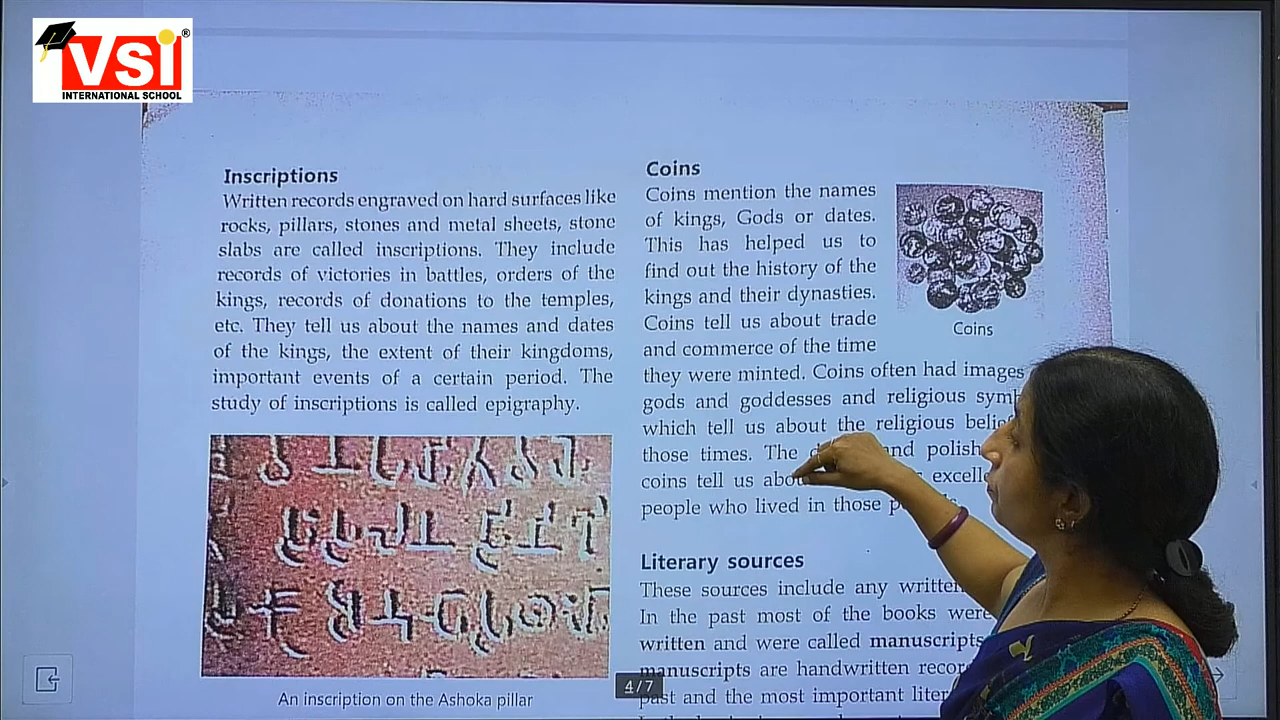 VSI
®
INTERNATIONAL SCHOOL
Inscriptions
Written records engraved on hard surfaces like
rocks, pillars, stones and metal sheets, stone
slabs are called inscriptions. They include
records of victories in battles, orders of the
kings, records of donations to the temples,
etc. They tell us about the names and dates
of the kings, the extent of their kingdoms,
important events of a certain period. The
study of inscriptions is called epigraphy.
An inscription on the Ashoka pillar
Coins
Coins mention the names
of kings, Gods or dates.
This has helped us to
find out the history of the
kings and their dynasties.
Coins tell us about trade
and commerce of the time
they were minted. Coins often had images
gods and goddesses and religious
which tell us about the religious
those times. The and
coins tell us
people who lived in those
Coins
Literary sources
These sources include any written
In the past most of the books were
written and were called manuscripts
manuscripts are handwritten
past and the most important
4/7